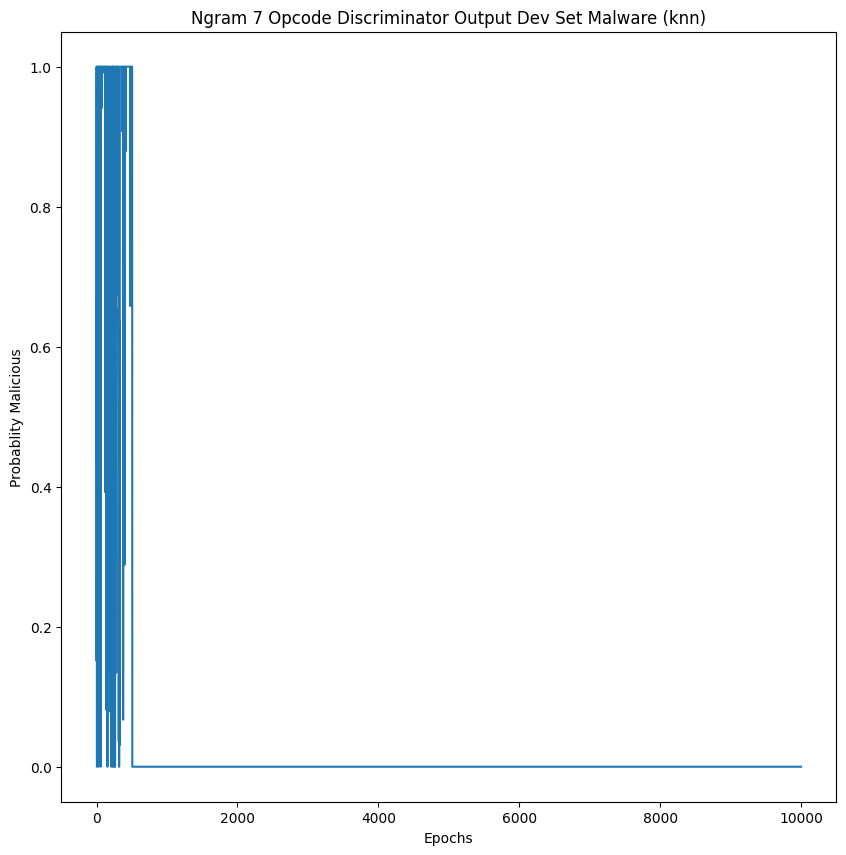 Ngram 7 Opcode Discriminator Output Dev Set Malware (knn)
1.0
0.8
0.6
0.4
0.2
0.0
Probablity Malicious
0 2000 4000 6000 8000 10000
Epochs